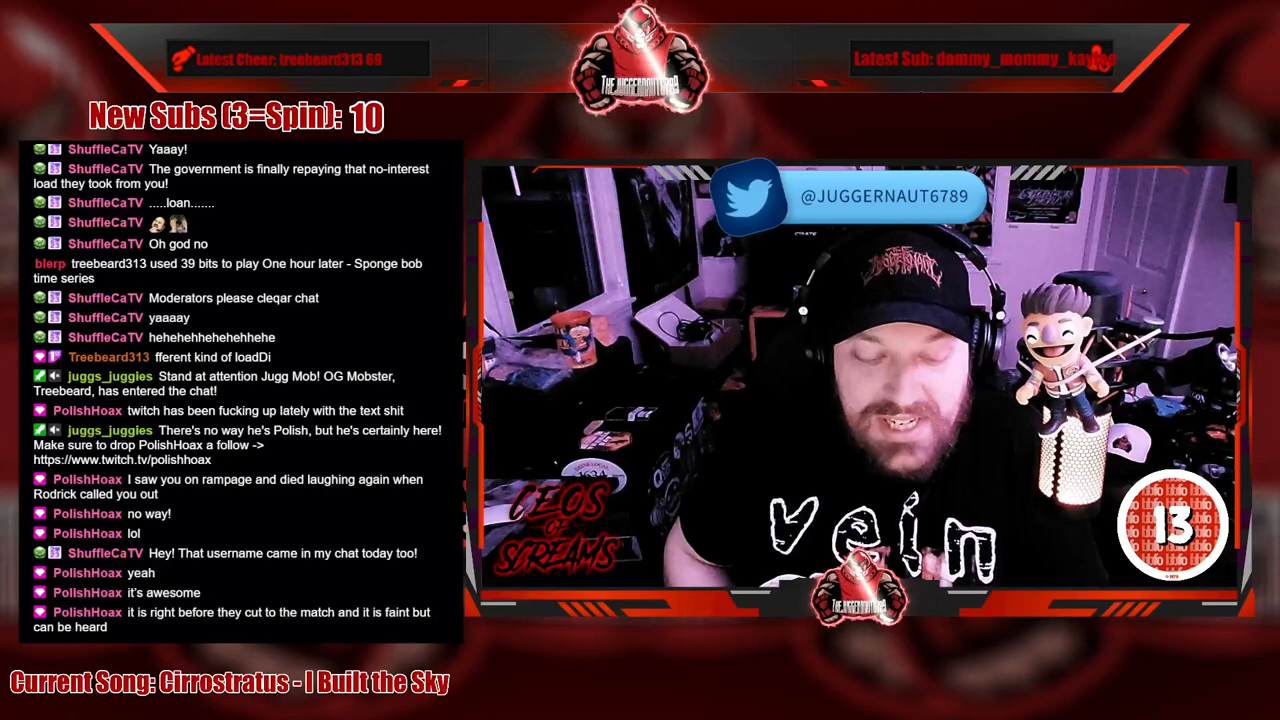 Latest Cheer: treebeard313 69
THEJUGGERNAUT6789
Latest Sub: dommy_mommy_kaylee
New Subs (3=Spin): 10
ShuffleCaTV Yaaay!
ShuffleCaTV The government is finally repaying that no-interest
load they took from you!
ShuffleCaTV .....loan.......
ShuffleCaTV
ShuffleCaTV Oh god no
blerp treebeard313 used 39 bits to play One hour later - Sponge bob
time series
ShuffleCaTV Moderators please cleqar chat
ShuffleCaTV yaaaay
ShuffleCaTV hehehehhehehehhehe
Treebeard313 fferent kind of loadDi
juggs_juggies Stand at attention Jugg Mob! OG Mobster,
Treebeard, has entered the chat!
PolishHoax twitch has been fucking up lately with the text shit
juggs_juggies There's no way he's Polish, but he's certainly here!
Make sure to drop PolishHoax a follow ->
https://www.twitch.tv/polishhoax
PolishHoax I saw you on rampage and died laughing again when
Rodrick called you out
PolishHoax no way!
PolishHoax lol
ShuffleCaTV Hey! That username came in my chat today too!
PolishHoax yeah
PolishHoax it's awesome
PolishHoax it is right before they cut to the match and it is faint but
can be heard
@JUGGERNAUT6789
vein
CEOS
OF
SCREAMS
13
Current Song: Cirrostratus - I Built the Sky